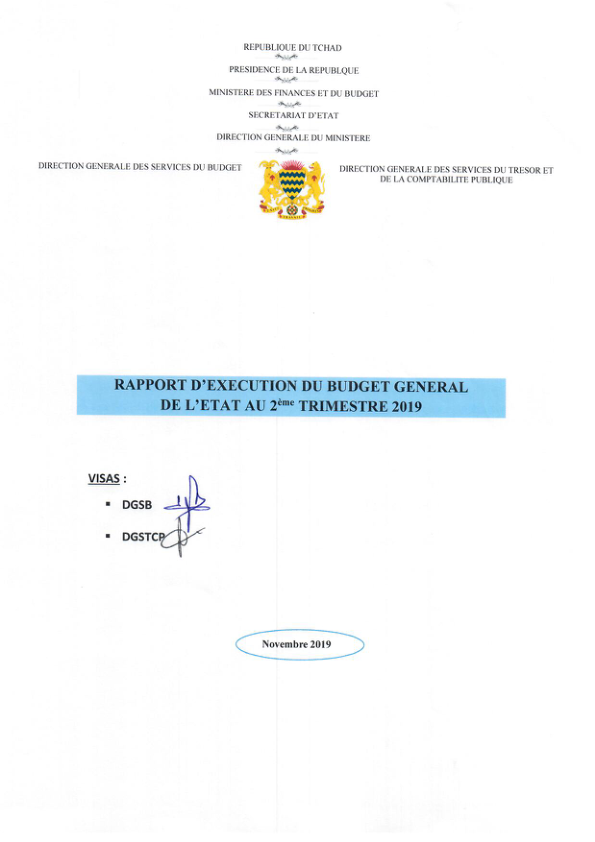 REPUBLIQUE DU TCHAD
PRESIDENCE DE LA REPUBLQUE
MINISTERE DES FINANCES ET DU BUDGET
SECRETARIAT D'ETAT
DIRECTION GENERALE DU MINISTERE
DIRECTION GENERALE DES SERVICES DU BUDGET
DIRECTION GENERALE DES SERVICES DU TRESOR ET
DE LA COMPTABILITE PUBLIQUE
RAPPORT D'EXECUTION DU BUDGET GENERAL
DE L'ETAT AU 2ème TRIMESTRE 2019
VISAS :
▪ DGSB
▪ DGSTCP
Novembre 2019